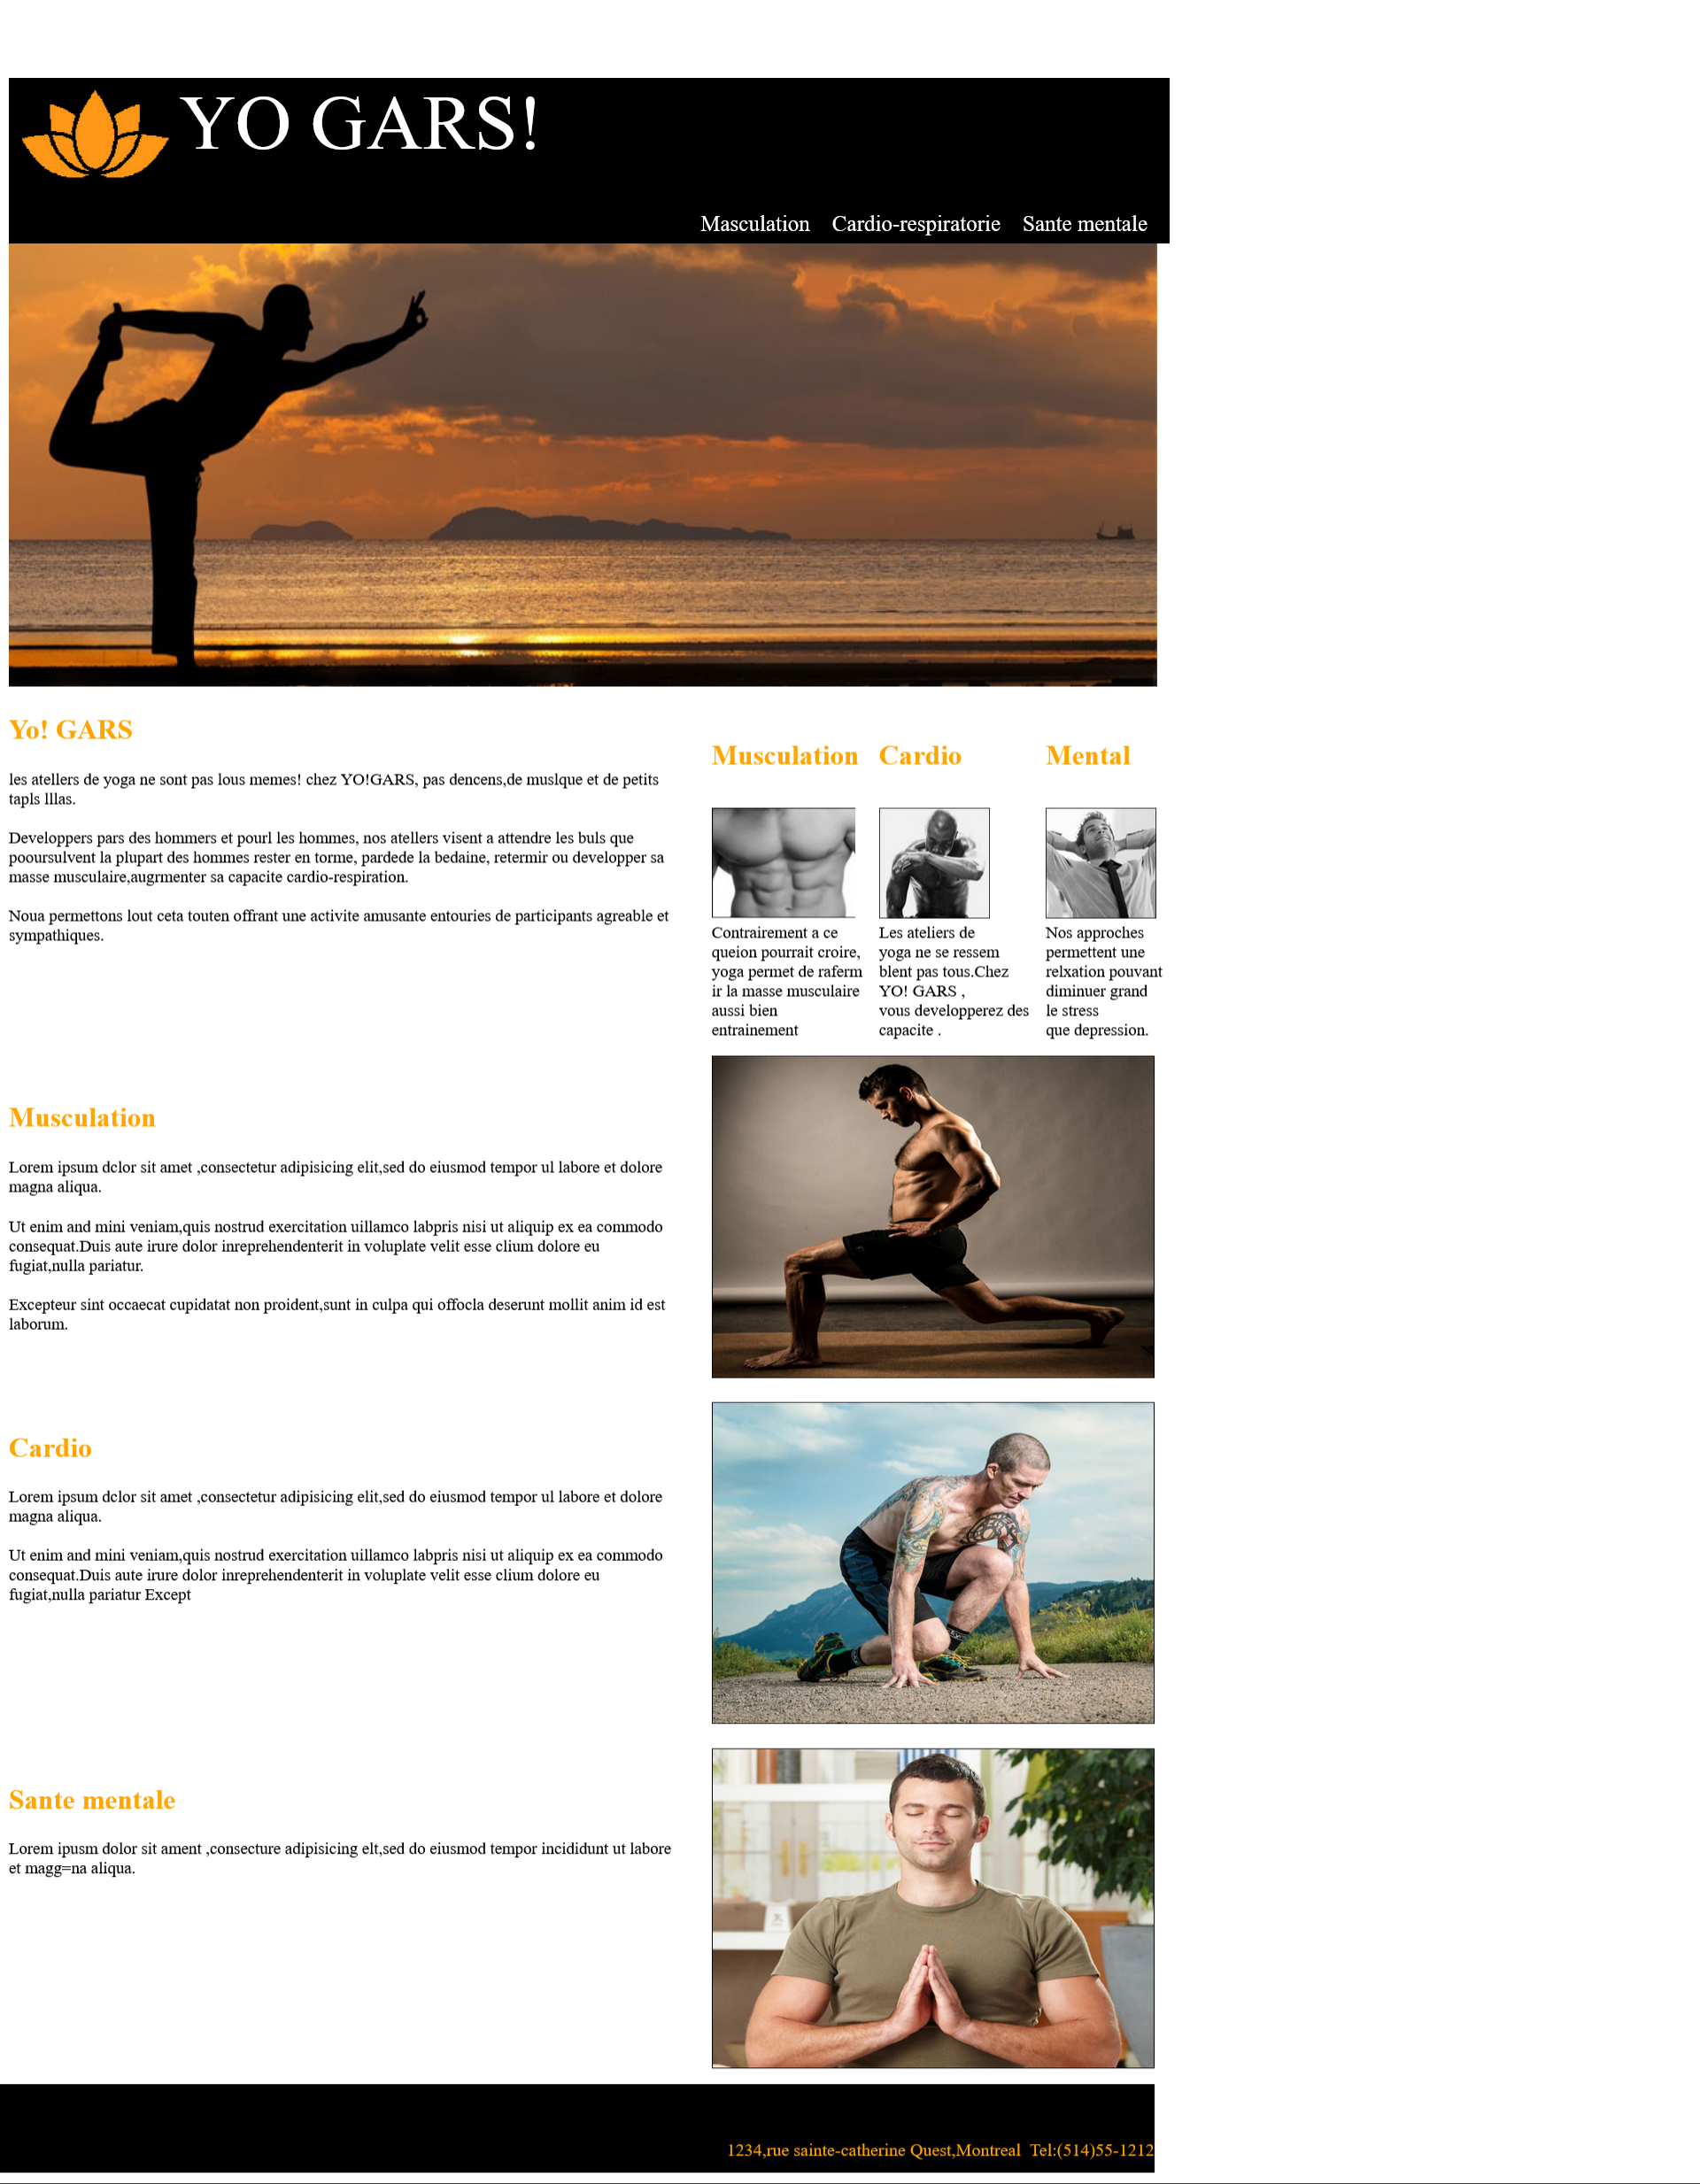 YO GARS!
Masculation Cardio-respiratorie Sante mentale
Yo! GARS
les atellers de yoga ne sont pas lous memes! chez YO!GARS, pas dencens,de muslque et de petits
tapls lllas.
Developpers pars des hommers et pourl les hommes, nos atellers visent a attendre les buls que
pooursulvent la plupart des hommes rester en torme, pardede la bedaine, retermir ou developper sa
masse musculaire,augrmenter sa capacite cardio-respiration.
Noua permettons lout ceta touten offrant une activite amusante entouries de participants agreable et
sympathiques.
Musculation
Contrairement a ce
queion pourrait croire,
yoga permet de raferm
ir la masse musculaire
aussi bien
entrainement
Cardio
Les ateliers de
yoga ne se ressem
blent pas tous.Chez
YO! GARS ,
vous developperez des
capacite .
Mental
Nos approches
permettent une
relxation pouvant
diminuer grand
le stress
que depression.
Musculation
Lorem ipsum dclor sit amet ,consectetur adipisicing elit,sed do eiusmod tempor ul labore et dolore
magna aliqua.
Ut enim and mini veniam,quis nostrud exercitation uillamco labpris nisi ut aliquip ex ea commodo
consequat.Duis aute irure dolor inreprehendenterit in voluplate velit esse clium dolore eu
fugiat,nulla pariatur.
Excepteur sint occaecat cupidatat non proident,sunt in culpa qui offocla deserunt mollit anim id est
laborum.
Cardio
Lorem ipsum dclor sit amet ,consectetur adipisicing elit,sed do eiusmod tempor ul labore et dolore
magna aliqua.
Ut enim and mini veniam,quis nostrud exercitation uillamco labpris nisi ut aliquip ex ea commodo
consequat.Duis aute irure dolor inreprehendenterit in voluplate velit esse clium dolore eu
fugiat,nulla pariatur Except
Sante mentale
Lorem ipusm dolor sit ament ,consecture adipisicing elt,sed do eiusmod tempor incididunt ut labore
et magg=na aliqua.
1234,rue sainte-catherine Quest,Montreal Tel:(514)55-1212